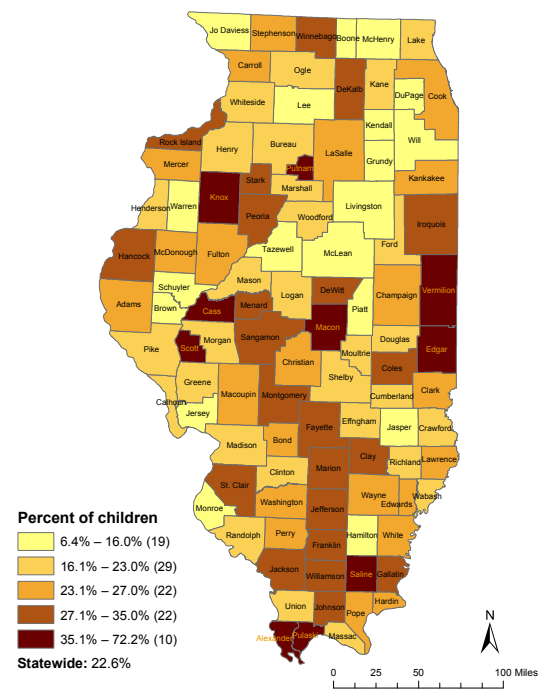 Jo Daviess Stephenson Winnebago Boone McHenry Lake
Carroll Ogle DeKalb Kane Cook
Whiteside Lee DuPage
Kendall Will
Rock Island Henry Bureau LaSalle Grundy
Mercer Putnam Kankakee
Stark
Henderson Warren Knox Marshall
Peoria Woodford Livingston Iroquois
Hancock McDonough Fulton Tazewell McLean Ford
Schuyler Mason Logan DeWitt Vermilion
Adams Brown Cass Menard Piatt Champaign
Macon
Pike Scott Morgan Sangamon Moultrie Douglas Edgar
Christian Coles
Greene Shelby
Calhoun Macoupin Montgomery Cumberland Clark
Jersey Fayette Effngham Jasper Crawford
Madison Bond
Clay Richland Lawrence
Clinton Marion
St. Clair Wayne Edwards Wabash
Monroe Washington Jefferson
Randolph Perry Hamilton White
Franklin
Jackson Williamson Saline Gallatin
Union Johnson Pope Hardin
Alexander Pulaski Massac
Percent of children
6.4% – 16.0% (19)
16.1% – 23.0% (29)
23.1% – 27.0% (22)
27.1% – 35.0% (22)
35.1% – 72.2% (10)
Statewide: 22.6%
N
0 25 50 100 Miles